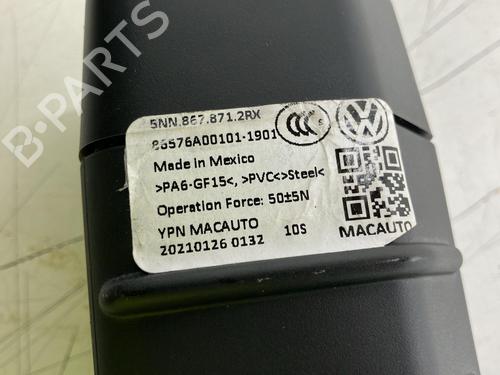 5NN.867.871.2RX
86576A00101-1901
Made in Mexico
>PA6-GF15<, >PVC<>Steel<
Operation Force: 50±5N
YPN MACAUTO
20210126 0132 10S
MACAUTO
B-PARTS